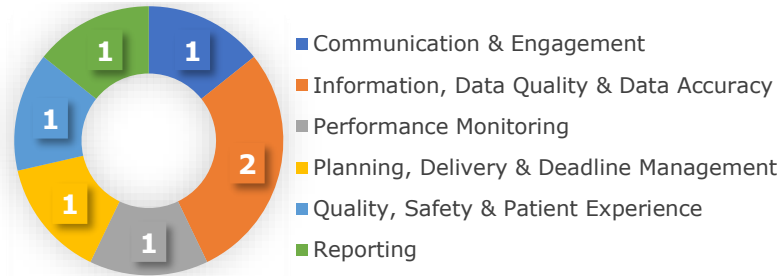 1
1
2
1
1
1
Communication & Engagement
Information, Data Quality & Data Accuracy
Performance Monitoring
Planning, Delivery & Deadline Management
Quality, Safety & Patient Experience
Reporting